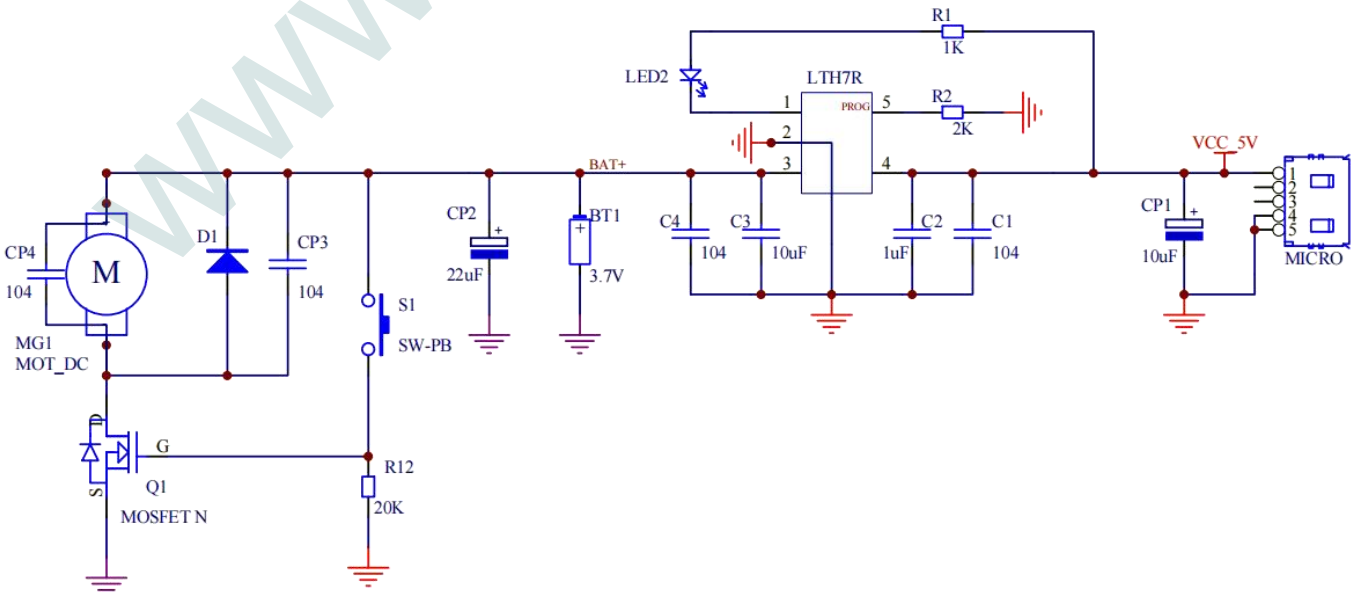 www
R1
1K
LED2
LTH7R
1
PROG
5
R2
2K
2
BAT+
3
4
VCC_5V
1
2
3
4
5
MICRO
CP4
104
M
MG1
MOT_DC
D1
CP3
104
S1
SW-PB
CP2
+
22uF
BT1
+
3.7V
C4
104
C3
10uF
C2
1uF
C1
104
CP1
+
10uF
D
G
S
Q1
MOSFET N
R12
20K